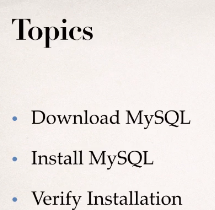 Topics
• Download MySQL
• Install MySQL
• Verify Installation